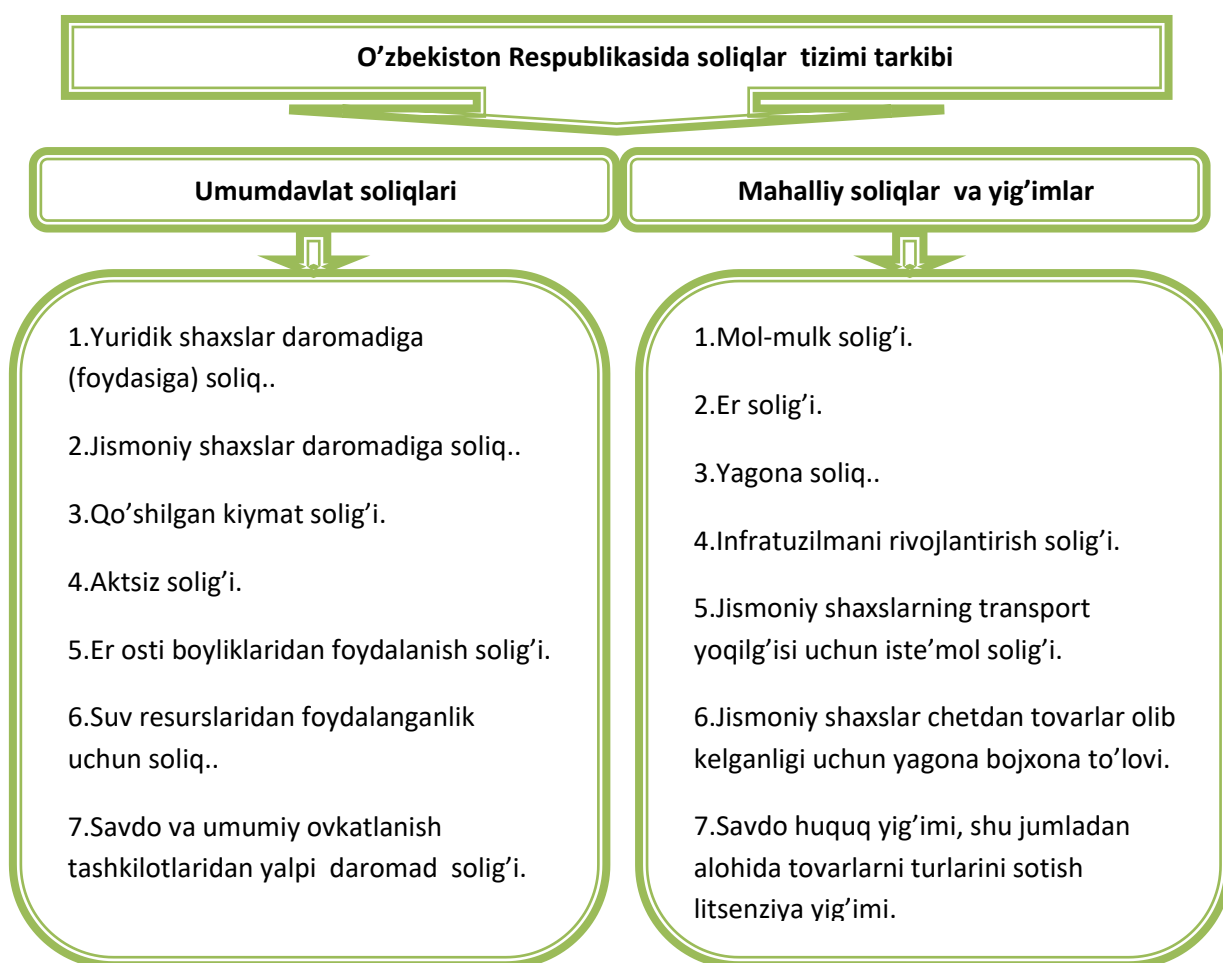 O’zbekiston Respublikasida soliqlar tizimi tarkibi
Umumdavlat soliqlari
1.Yuridik shaxslar daromadiga
(foydasiga) soliq..
2.Jismoniy shaxslar daromadiga soliq..
3.Qo’shilgan kiymat solig’i.
4.Aktsiz solig’i.
5.Er osti boyliklaridan foydalanish solig’i.
6.Suv resurslaridan foydalanganlik
uchun soliq..
7.Savdo va umumiy ovkatlanish
tashkilotlaridan yalpi daromad solig’i.
Mahalliy soliqlar va yig’imlar
1.Mol-mulk solig’i.
2.Er solig’i.
3.Yagona soliq..
4.Infratuzilmani rivojlantirish solig’i.
5.Jismoniy shaxslarning transport
yoqilg’isi uchun iste’mol solig’i.
6.Jismoniy shaxslar chetdan tovarlar olib
kelganligi uchun yagona bojxona to’lovi.
7.Savdo huquq yig’imi, shu jumladan
alohida tovarlarni turlarini sotish
litsenziya yig’imi.